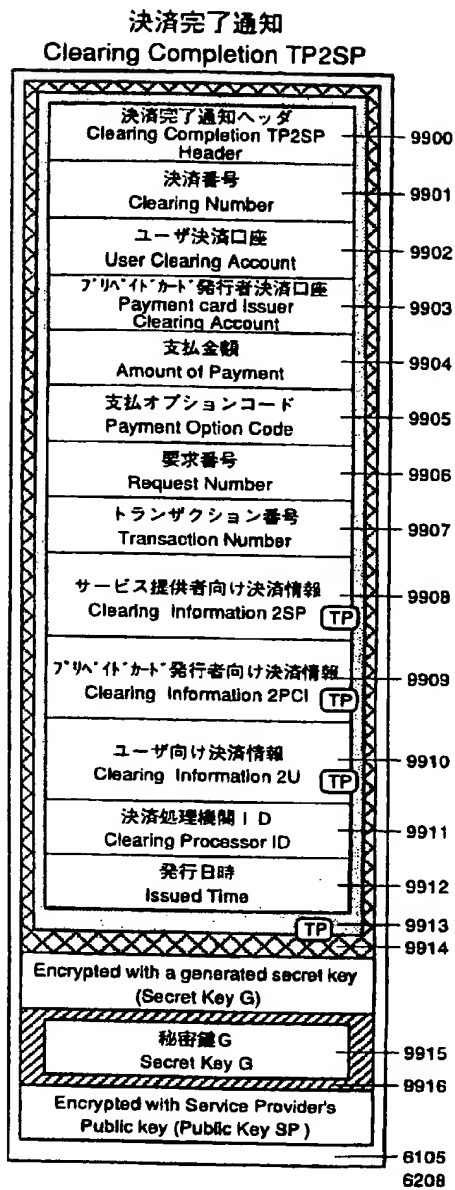 決済完了通知
Clearing Completion TP2SP
決済完了通知ヘッダ
Clearing Completion TP2SP
Header
9900
決済番号
Clearing Number
9901
ユーザ決済口座
User Clearing Account
9902
プリペイドカード発行者決済口座
Payment card Issuer
Clearing Account
9903
支払金額
Amount of Payment
9904
支払オプションコード
Payment Option Code
9905
要求番号
Request Number
9906
トランザクション番号
Transaction Number
9907
サービス提供者向け決済情報
Clearing Information 2SP
TP
9908
プリペイドカード発行者向け決済情報
Clearing Information 2PCI
TP
9909
ユーザ向け決済情報
Clearing Information 2U
TP
9910
決済処理機関ID
Clearing Processor ID
9911
発行日時
Issued Time
9912
TP
9913
9914
Encrypted with a generated secret key
(Secret Key G)
秘密鍵G
Secret Key G
9915
9916
Encrypted with Service Provider's
Public key (Public Key SP )
6105
6208